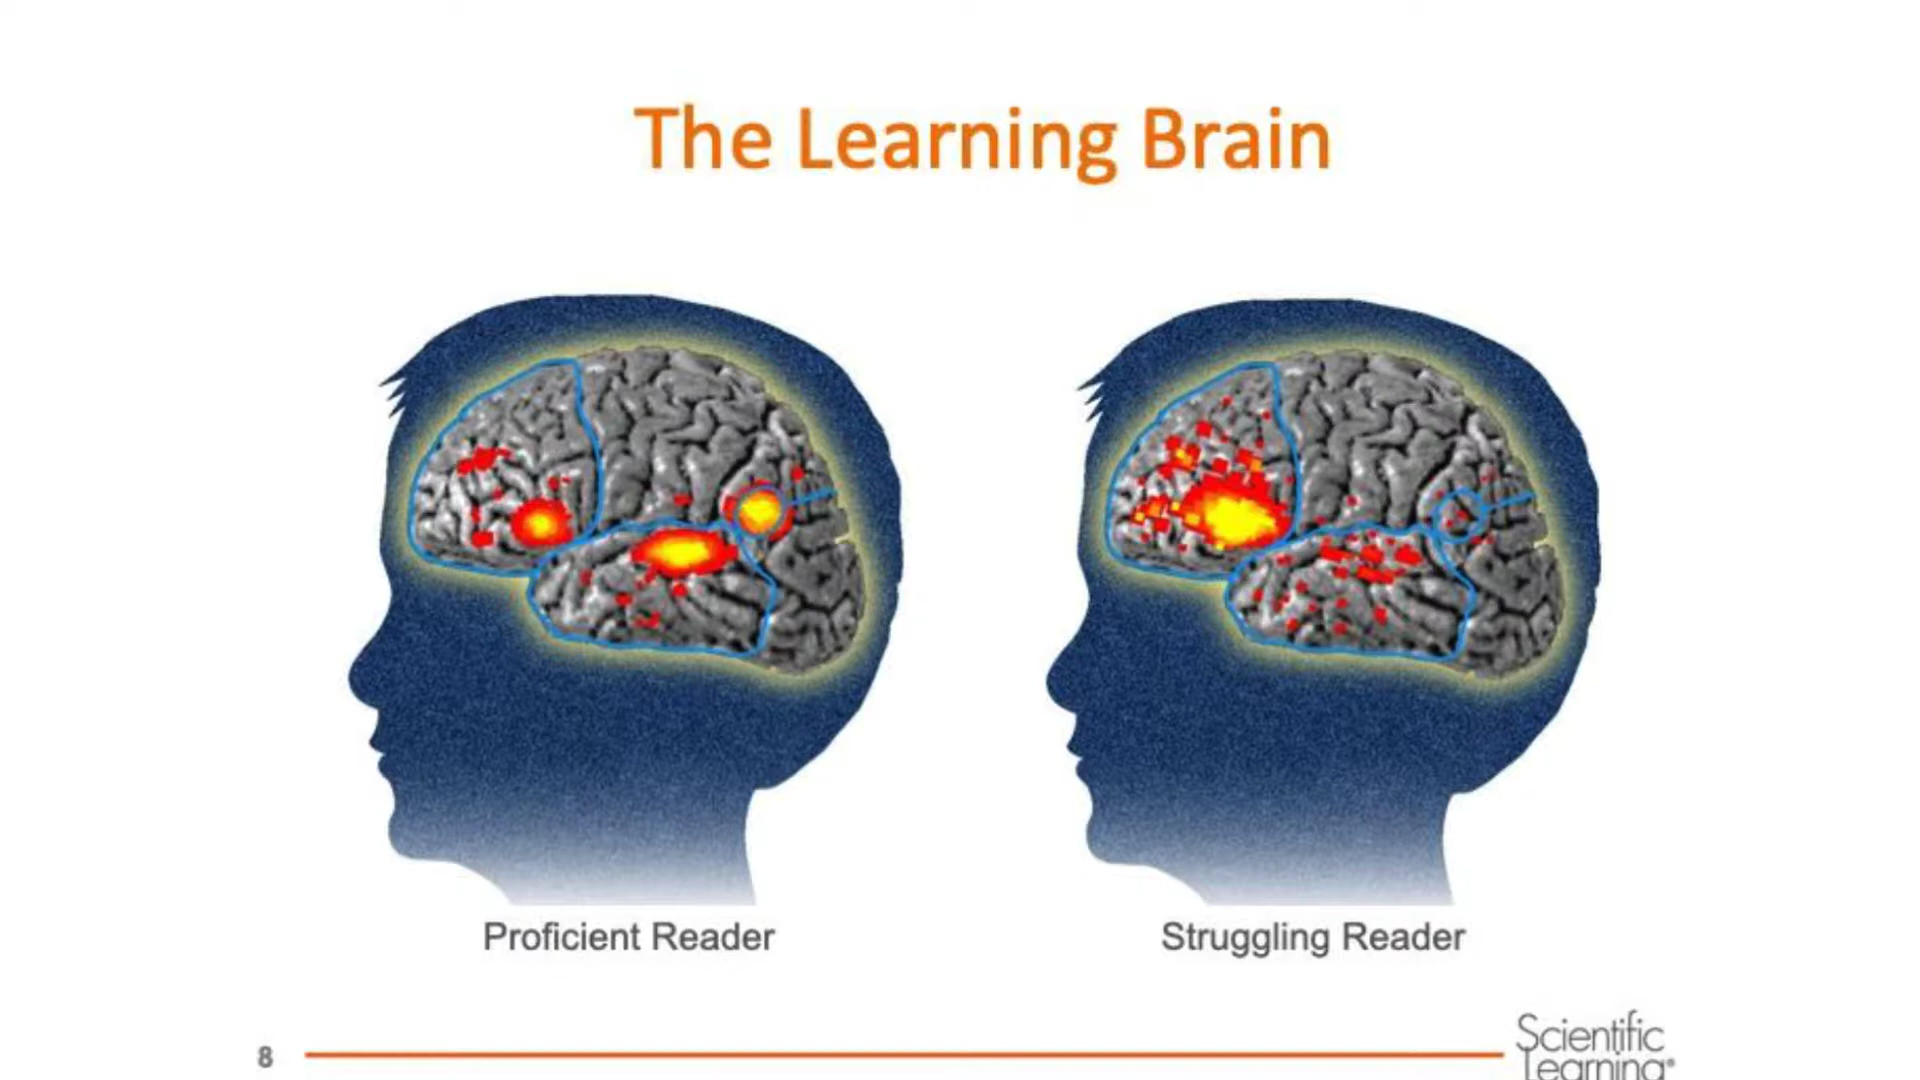 The Learning Brain
Proficient Reader
Struggling Reader
8
Scientific
Learning®